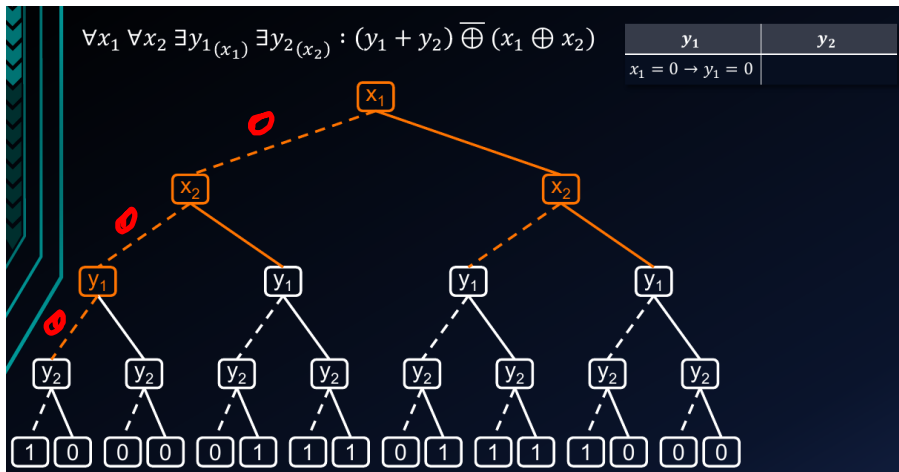 ∀x₁ ∀x₂ ∃y₁₍ₓ₁₎ ∃y₂₍ₓ₂₎ : (y₁ + y₂) ⊕̅ (x₁ ⊕ x₂)
y₁ y₂
x₁ = 0 → y₁ = 0
x₁
0
x₂ x₂
0
y₁ y₁ y₁ y₁
0
y₂ y₂ y₂ y₂ y₂ y₂ y₂ y₂
1 0 0 0 0 1 1 1 0 1 1 1 1 0 0 0